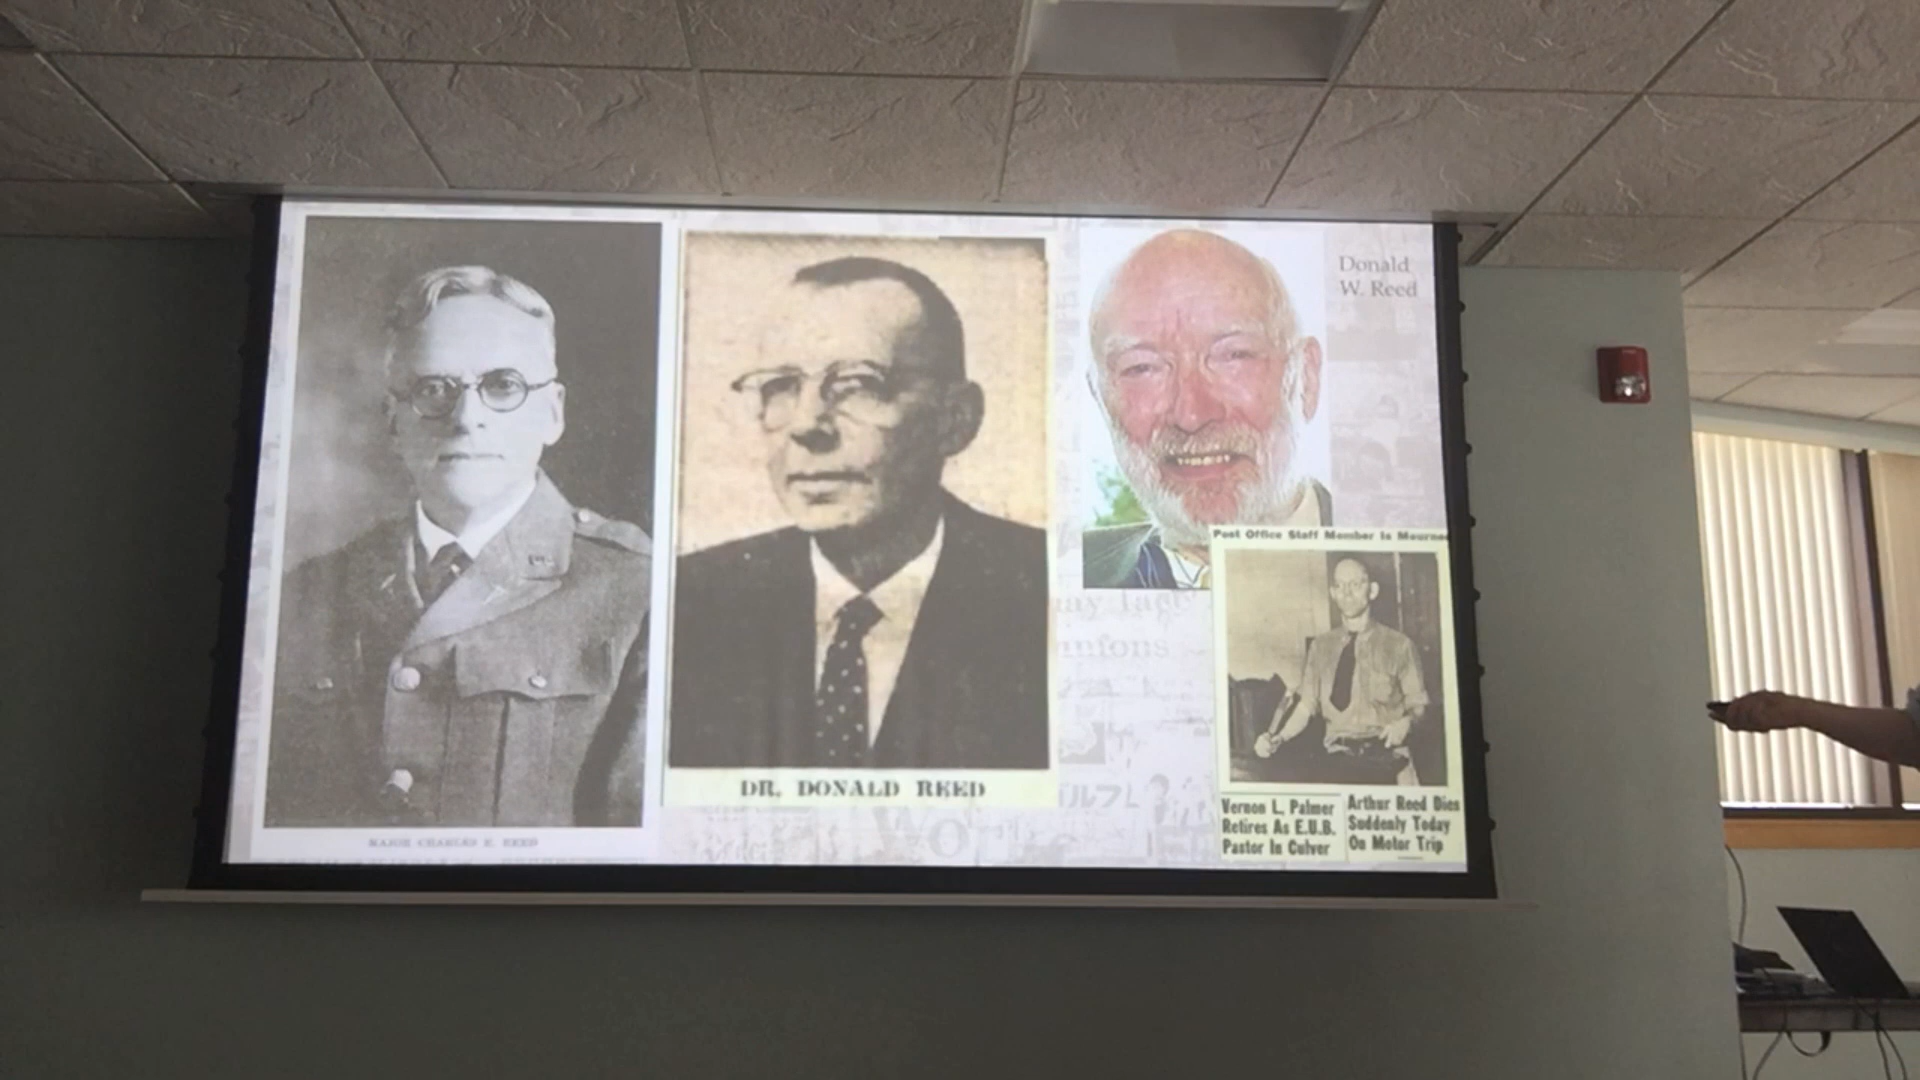 MAJOR CHARLES E. REED
DR. DONALD REED
Donald
W. Reed
Post Office Staff Member Is Mourned
Vernon L. Palmer
Retires As E.U.B.
Pastor In Culver
Arthur Reed Dies
Suddenly Today
On Motor Trip